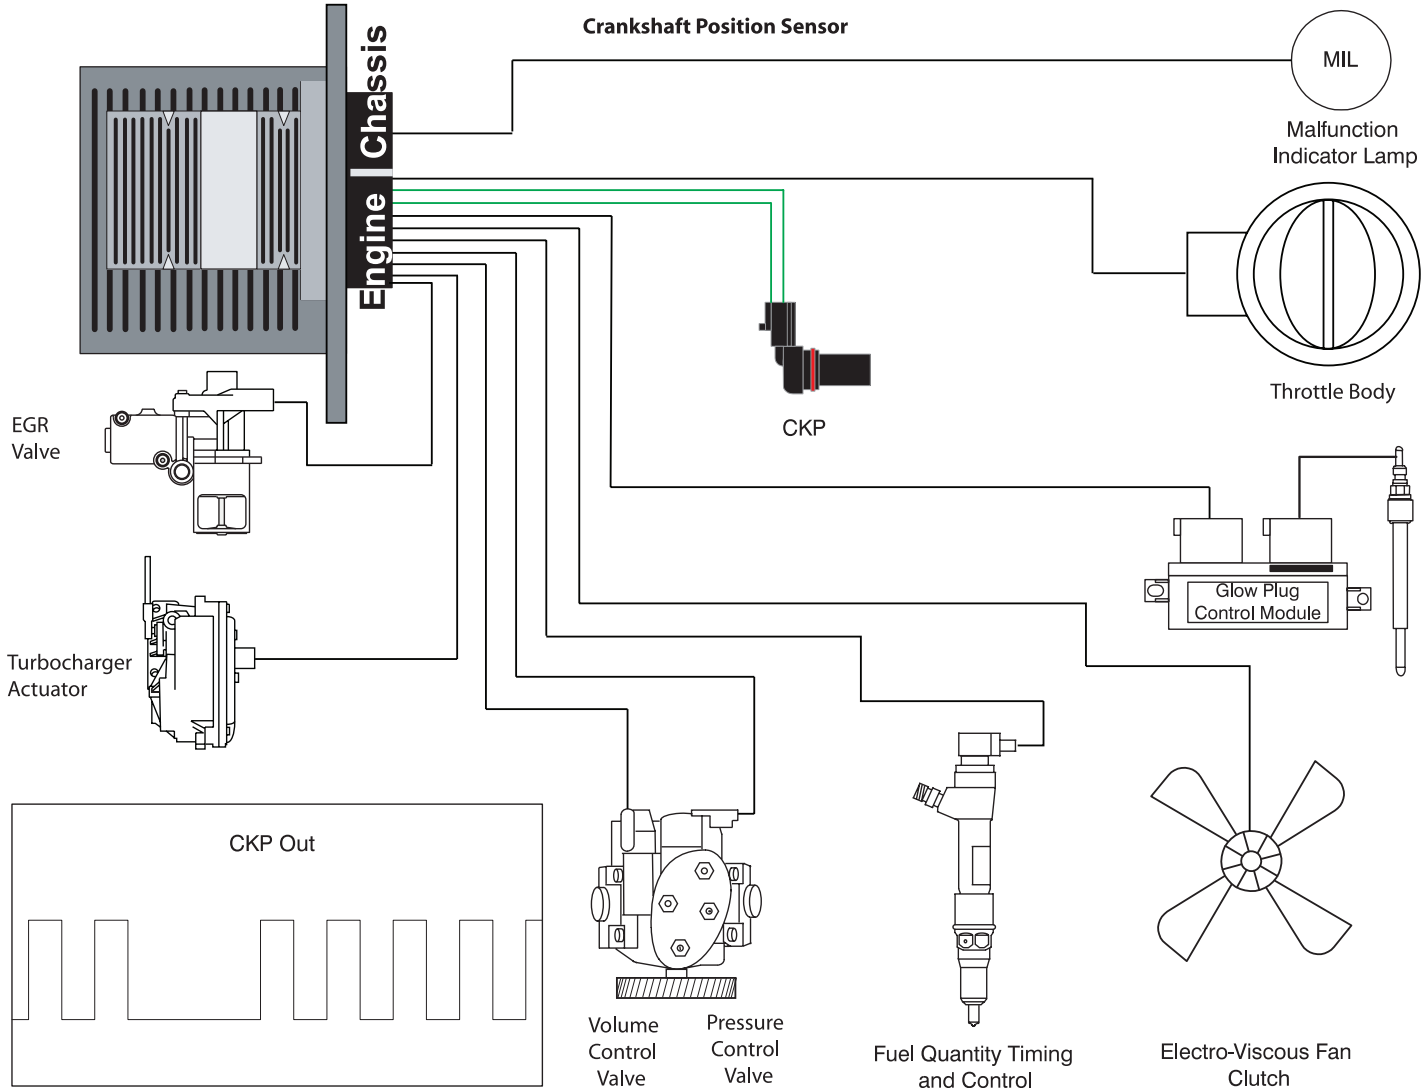 Crankshaft Position Sensor
Chassis
Engine
MIL
Malfunction
Indicator Lamp
Throttle Body
CKP
EGR
Valve
Glow Plug
Control Module
Turbocharger
Actuator
CKP Out
Volume
Control
Valve
Pressure
Control
Valve
Fuel Quantity Timing
and Control
Electro-Viscous Fan
Clutch